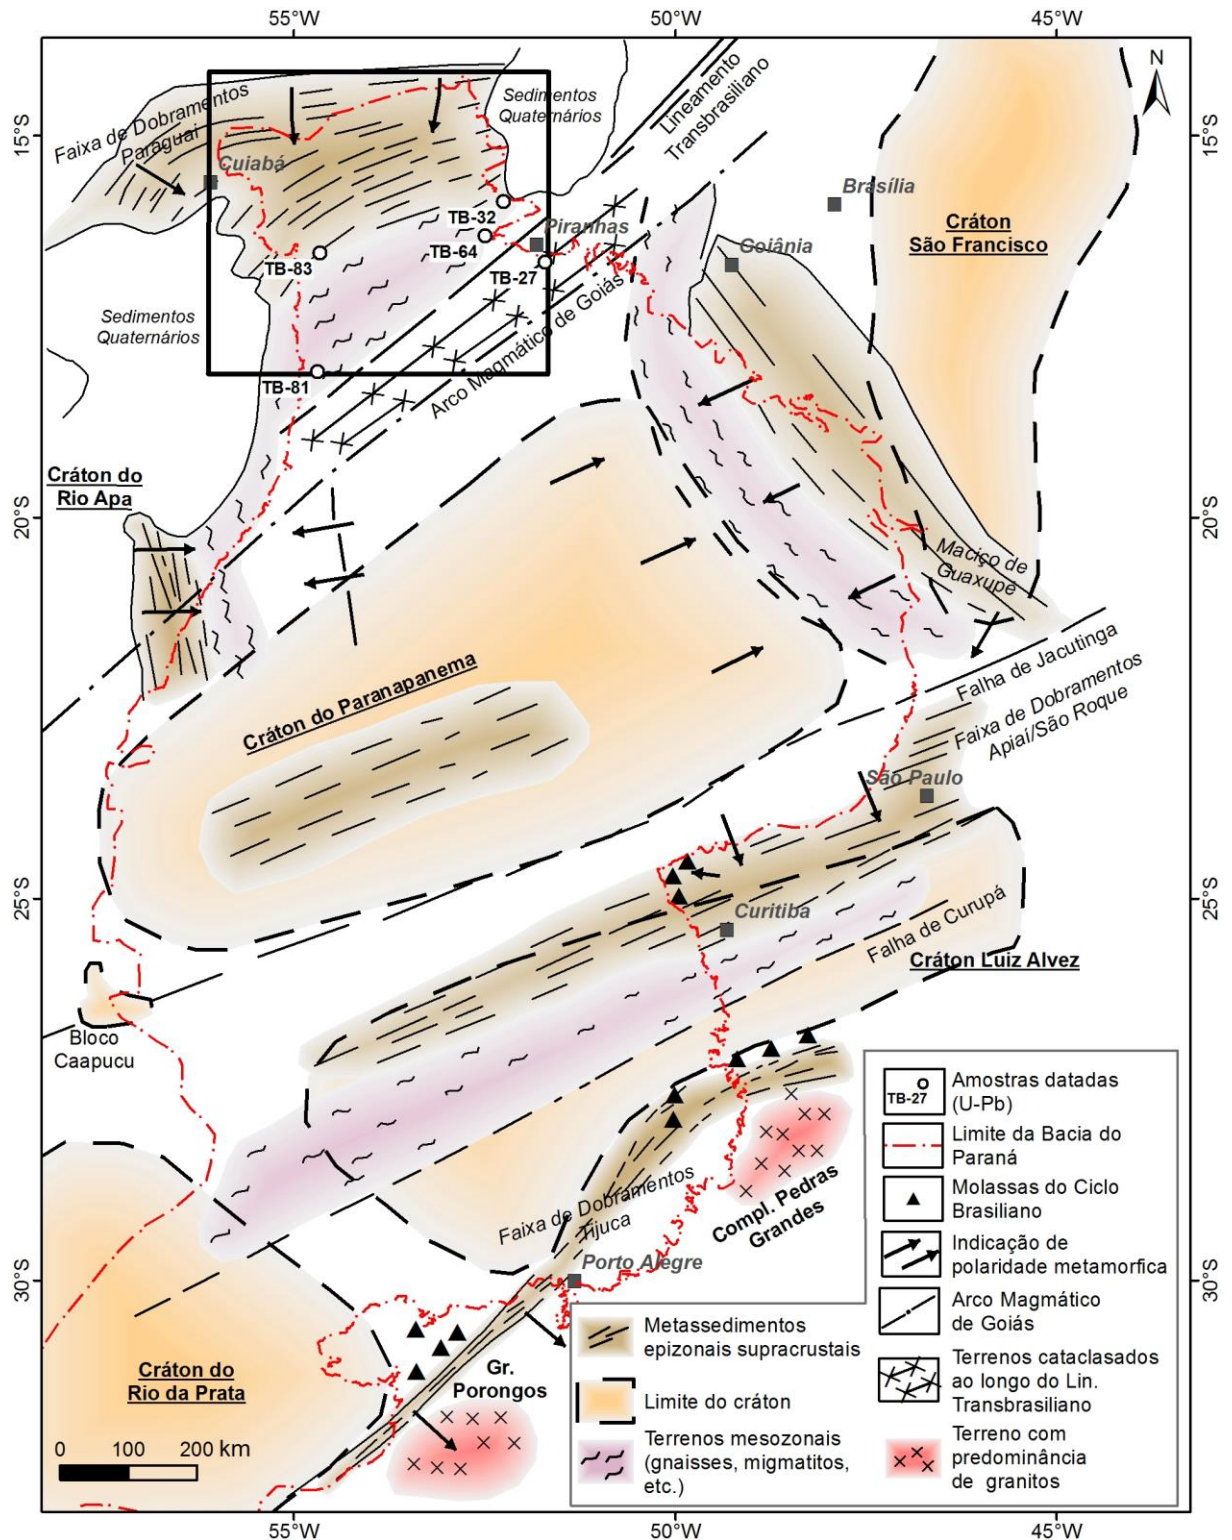 55°W
50°W
45°W
N
15°S
15°S
Faixa de Dobramentos
Paraguai
Sedimentos
Quaternários
Lineamento
Transbrasiliano
Cuiabá
Brasília
Cráton
São Francisco
TB-32
Piranhas
TB-64
Goiânia
TB-83
TB-27
Sedimentos
Quaternários
Arco Magmático de Goiás
TB-81
Cráton do
Rio Apa
20°S
20°S
Maciço de
Guaxupé
Cráton do Paranapanema
Falha de Jacutinga
Faixa de Dobramentos
Apiaí/São Roque
São Paulo
25°S
25°S
Curitiba
Falha de Curupá
Cráton Luiz Alvez
Bloco
Caapucu
Faixa de Dobramentos
Tijuca
Compl. Pedras
Grandes
Porto Alegre
30°S
30°S
Cráton do
Rio da Prata
Gr.
Porongos
0 100 200 km
TB-27
Amostras datadas
(U-Pb)
Limite da Bacia do
Paraná
Molassas do Ciclo
Brasiliano
Indicação de
polaridade metamorfica
Arco Magmático
de Goiás
Metassedimentos
epizonais supracrustais
Terrenos cataclasados
ao longo do Lin.
Transbrasiliano
Limite do cráton
Terrenos mesozonais
(gnaisses, migmatitos,
etc.)
Terreno com
predominância
de granitos
55°W
50°W
45°W